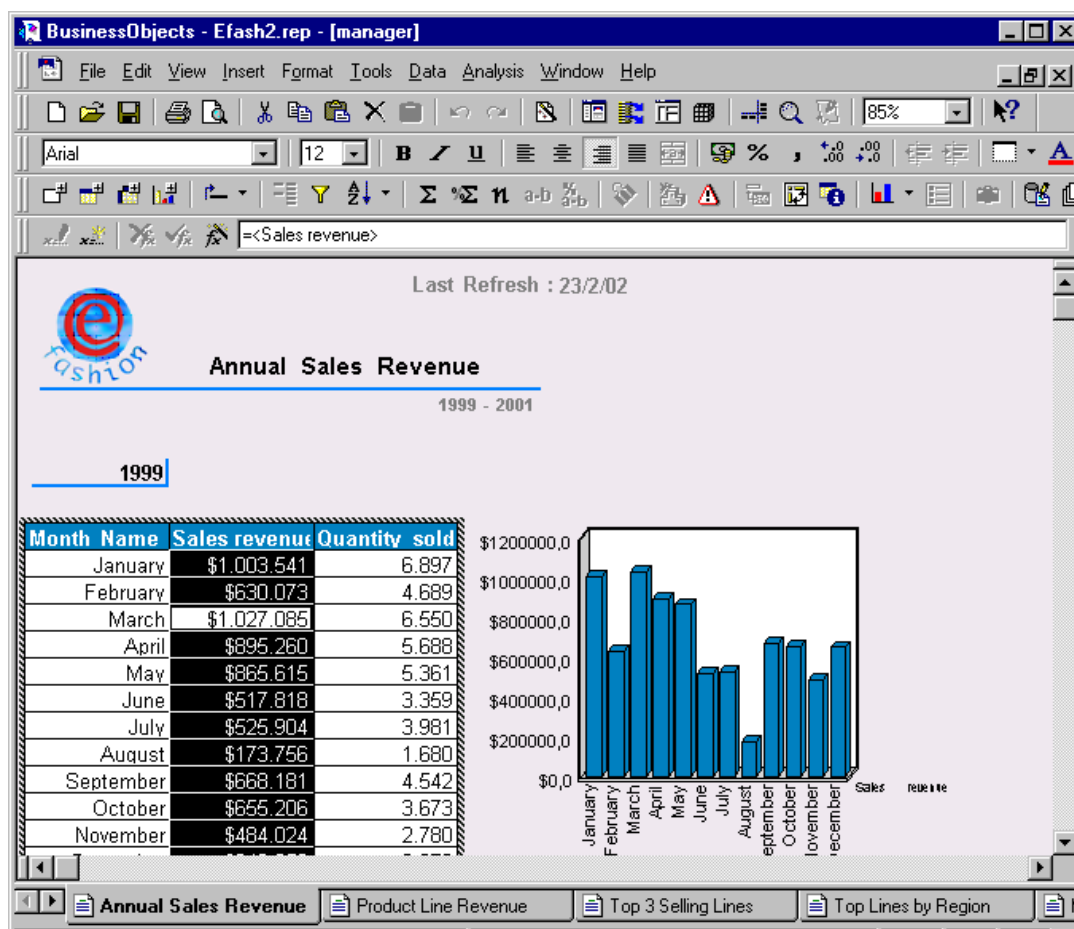 BusinessObjects - Efash2.rep - [manager]
File Edit View Insert Format Tools Data Analysis Window Help
85%
Arial 12 B I U % ,
=<Sales revenue>
Last Refresh : 23/2/02
e fashion
Annual Sales Revenue
1999 - 2001
1999
Month Name Sales revenue Quantity sold
January $1.003.541 6.897
February $630.073 4.689
March $1.027.085 6.550
April $895.260 5.688
May $865.615 5.361
June $517.818 3.359
July $525.904 3.981
August $173.756 1.680
September $668.181 4.542
October $655.206 3.673
November $484.024 2.780
$1200000,0
$1000000,0
$800000,0
$600000,0
$400000,0
$200000,0
$0,0
January
February
March
April
May
June
July
August
eptember
October
lovember
ecember
Sales revenue
Annual Sales Revenue Product Line Revenue Top 3 Selling Lines Top Lines by Region